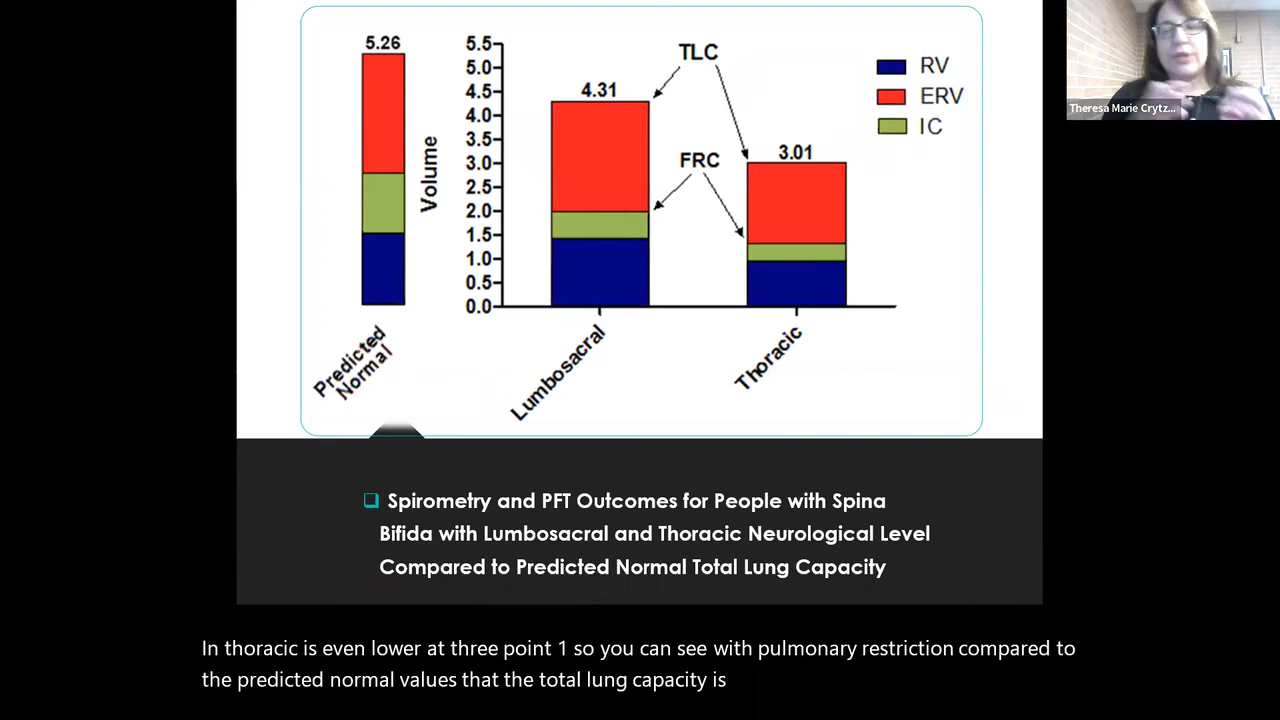 5.26
5.5
5.0
4.5
4.0
3.5
3.0
2.5
2.0
1.5
1.0
0.5
0.0
Volume
TLC
4.31
FRC
3.01
RV
ERV
IC
Predicted
Normal
Lumbosacral
Thoracic
Theresa Marie Crytz...
Spirometry and PFT Outcomes for People with Spina
Bifida with Lumbosacral and Thoracic Neurological Level
Compared to Predicted Normal Total Lung Capacity
In thoracic is even lower at three point 1 so you can see with pulmonary restriction compared to
the predicted normal values that the total lung capacity is